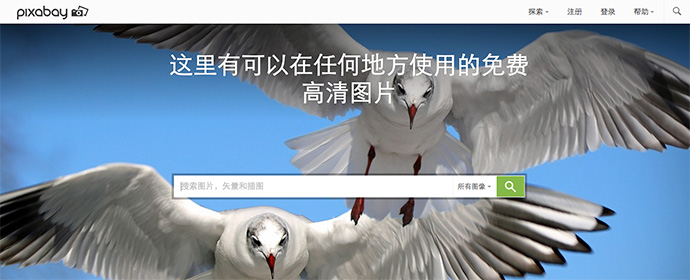 pixabay
探索
注册
登录
帮助
这里有可以在任何地方使用的免费
高清图片
搜索图片，矢量和插图
所有图像